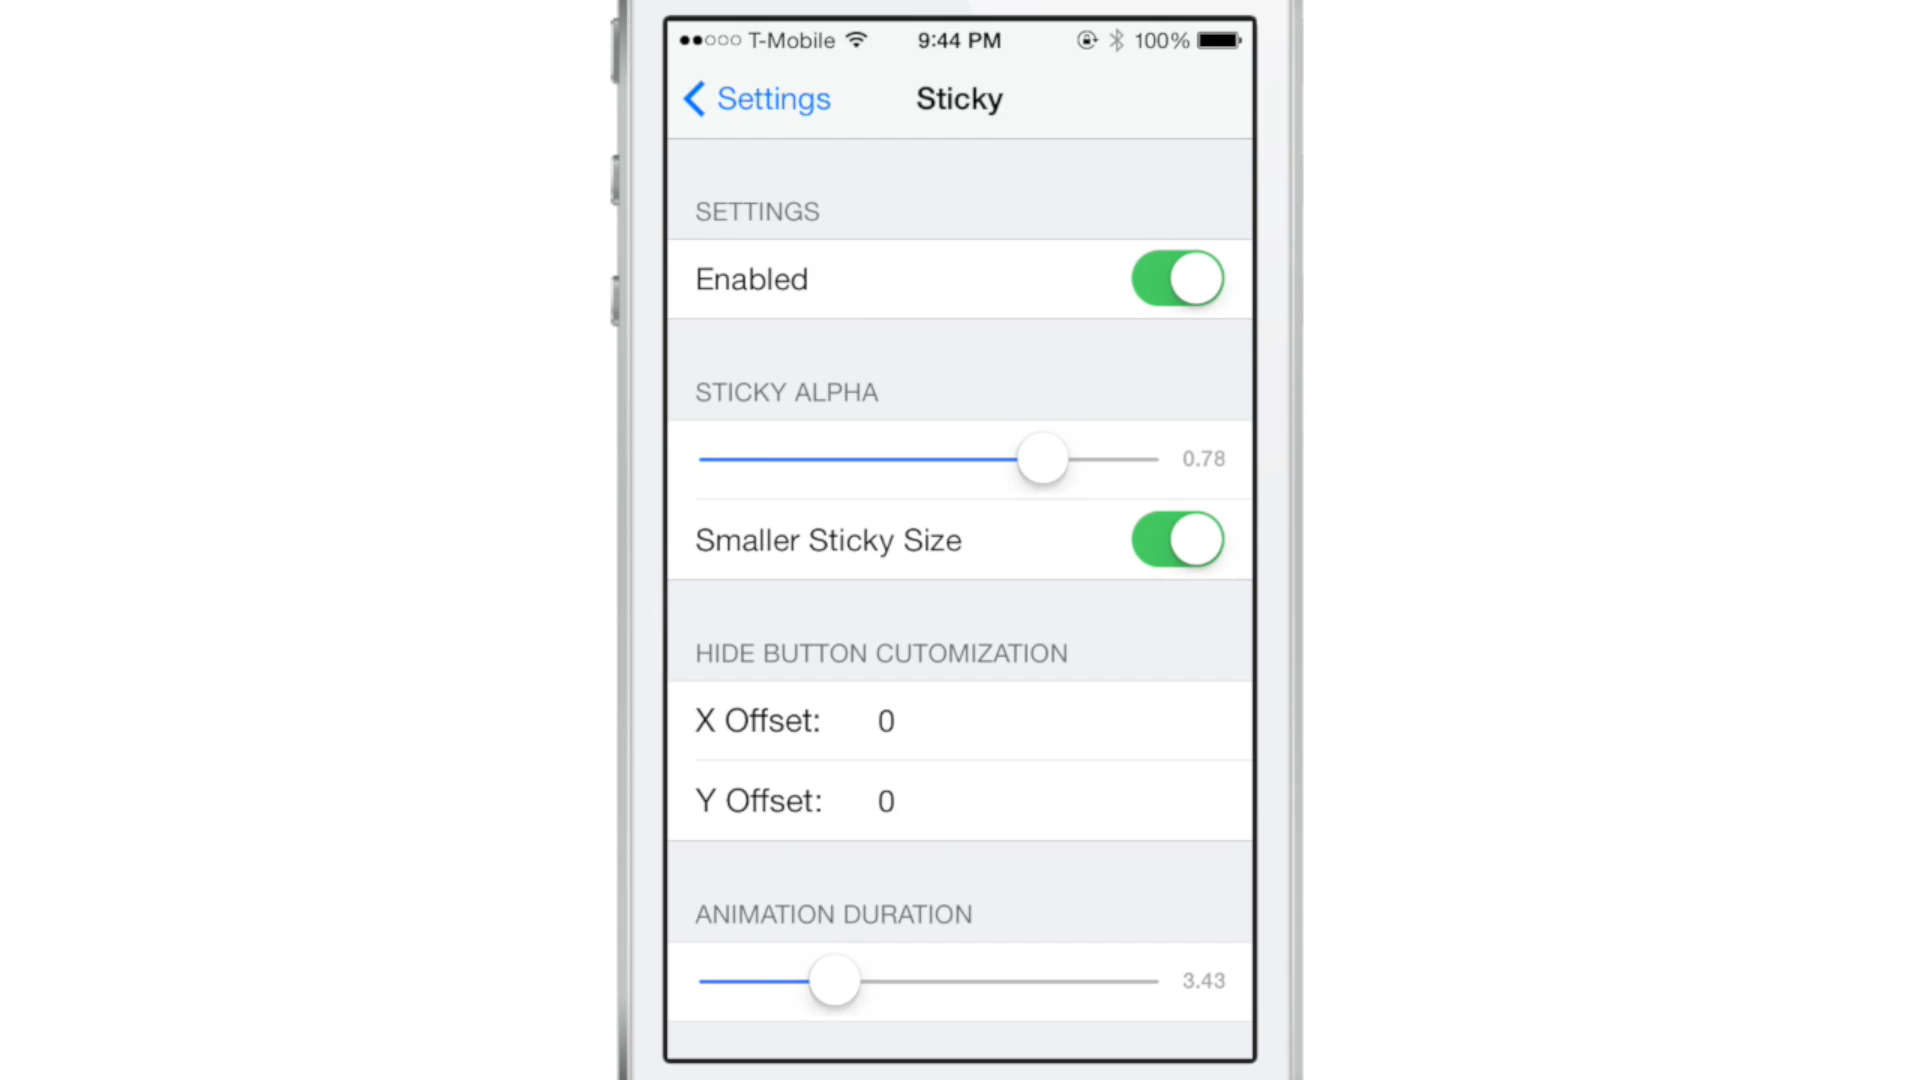 T-Mobile 9:44 PM 100%
Settings Sticky
SETTINGS
Enabled
STICKY ALPHA
0.78
Smaller Sticky Size
HIDE BUTTON CUTOMIZATION
X Offset: 0
Y Offset: 0
ANIMATION DURATION
3.43